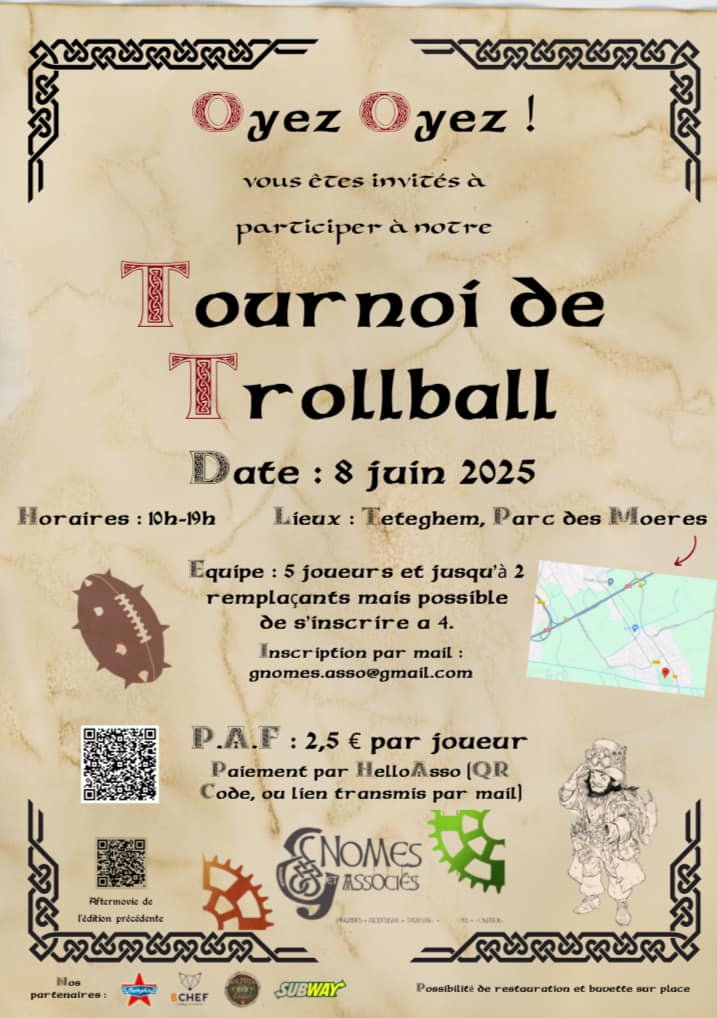 Oyez Oyez !
vous êtes invités à
participer à notre
Tournoi de
Trollball
Date : 8 juin 2025
Horaires : 10h-19h
Lieux : Teteghem, Parc des Moeres
Equipe : 5 joueurs et jusqu'à 2
remplaçants mais possible
de s'inscrire a 4.
Inscription par mail :
gnomes.asso@gmail.com
P.A.F : 2,5 € par joueur
Paiement par HelloAsso (QR
Code, ou lien transmis par mail)
GNOMES
ET ASSOCIÉS
Aftermovie de
l'édition précédente
Nos
partenaires :
BCHEF
SUBWAY
Possibilité de restauration et buvette sur place